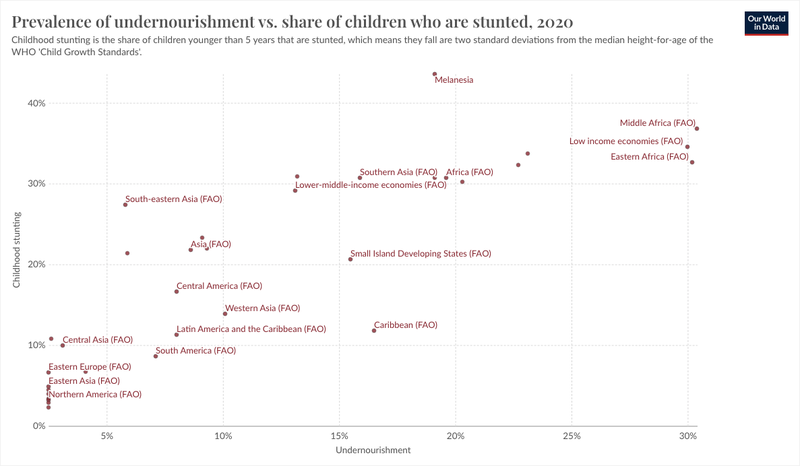 Prevalence of undernourishment vs. share of children who are stunted, 2020
Our World
in Data
Childhood stunting is the share of children younger than 5 years that are stunted, which means they fall are two standard deviations from the median height-for-age of the
WHO 'Child Growth Standards'.
Melanesia
40%
Middle Africa (FAO)
Low income economies (FAO)
Eastern Africa (FAO)
Southern Asia (FAO)
Africa (FAO)
30%
Lower-middle-income economies (FAO)
South-eastern Asia (FAO)
Asia (FAO)
Small Island Developing States (FAO)
20%
Central America (FAO)
Western Asia (FAO)
Caribbean (FAO)
Latin America and the Caribbean (FAO)
Central Asia (FAO)
10%
South America (FAO)
Eastern Europe (FAO)
Eastern Asia (FAO)
Northern America (FAO)
0%
Childhood stunting
5%
10%
15%
20%
25%
30%
Undernourishment